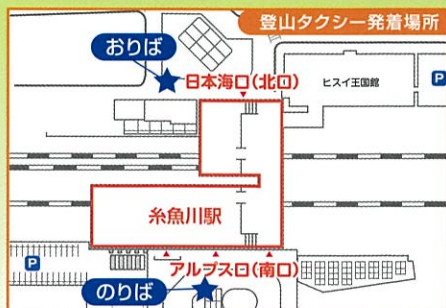 登山タクシー発着場所
おりば
日本海口(北口)
ヒスイ王国館
P
糸魚川駅
P
アルプス口(南口)
のりば